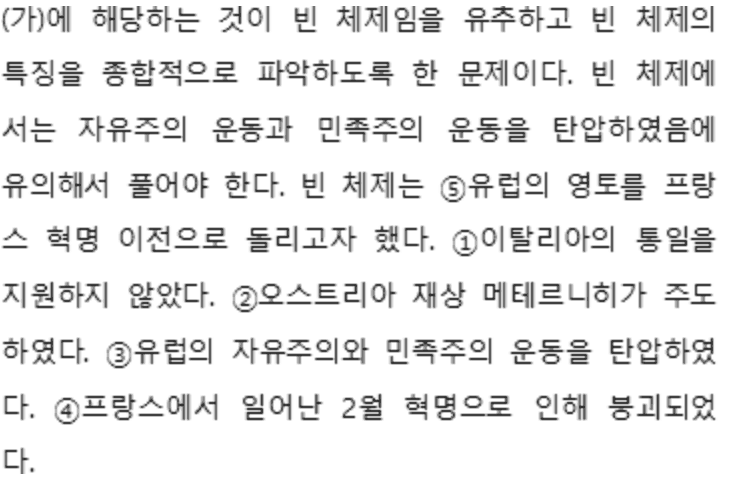 (가)에 해당하는 것이 빈 체제임을 유추하고 빈 체제의
특징을 종합적으로 파악하도록 한 문제이다. 빈 체제에
서는 자유주의 운동과 민족주의 운동을 탄압하였음에
유의해서 풀어야 한다. 빈 체제는 ⑤유럽의 영토를 프랑
스 혁명 이전으로 돌리고자 했다. ①이탈리아의 통일을
지원하지 않았다. ②오스트리아 재상 메테르니히가 주도
하였다. ③유럽의 자유주의와 민족주의 운동을 탄압하였
다. ④프랑스에서 일어난 2월 혁명으로 인해 붕괴되었
다.